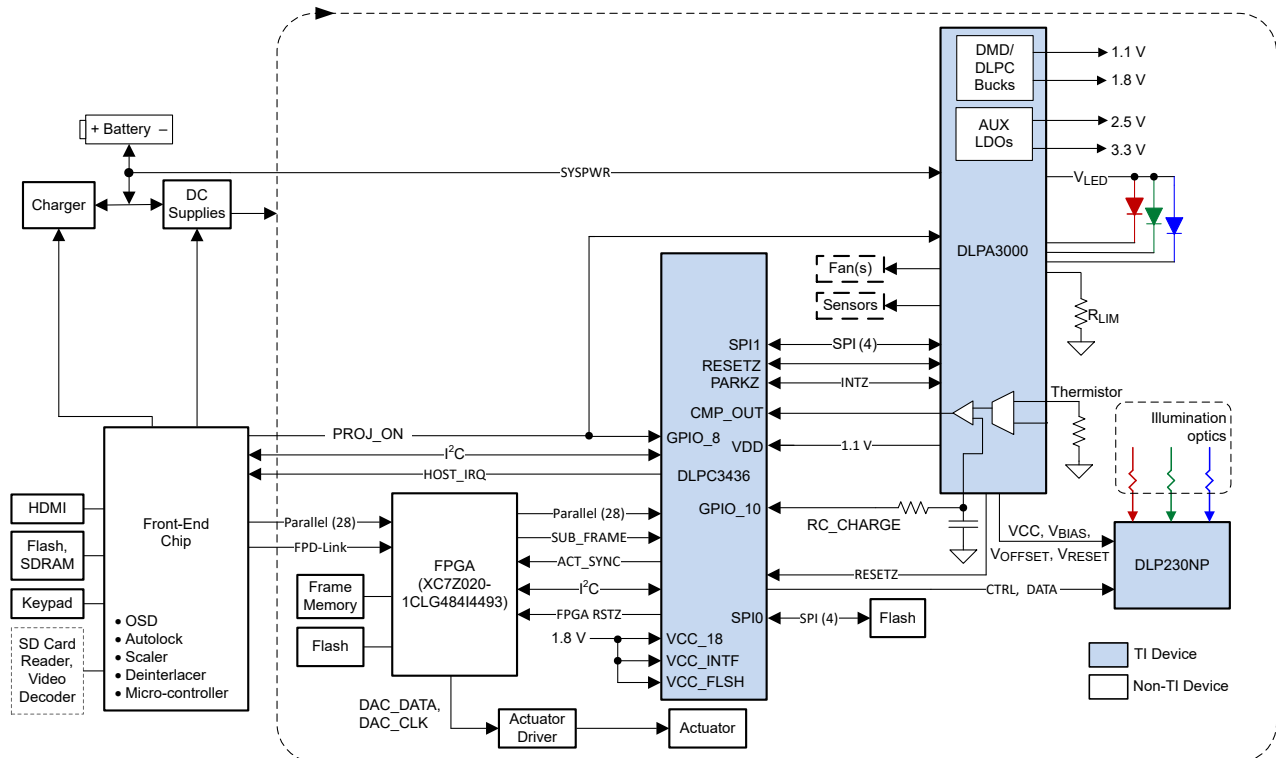 DMD/
DLPC
Bucks
1.1 V
1.8 V
AUX
LDOs
2.5 V
3.3 V
+ Battery –
SYSPWR
Charger
DC
Supplies
VLED
DLPA3000
Fan(s)
Sensors
RLIM
SPI1
SPI (4)
RESETZ
PARKZ
INTZ
CMP_OUT
Thermistor
Illumination
optics
PROJ_ON
GPIO_8
VDD
1.1 V
I²C
HOST_IRQ
DLPC3436
HDMI
Flash,
SDRAM
Keypad
SD Card
Reader,
Video
Decoder
Front-End
Chip
• OSD
• Autolock
• Scaler
• Deinterlacer
• Micro-controller
Parallel (28)
FPD-Link
FPGA
(XC7Z020-
1CLG484I4493)
Frame
Memory
Flash
Parallel (28)
SUB_FRAME
ACT_SYNC
I²C
FPGA RSTZ
GPIO_10
RC_CHARGE
VCC, VBIAS,
VOFFSET, VRESET
DLP230NP
RESETZ
CTRL, DATA
SPI0
SPI (4)
Flash
1.8 V
VCC_18
VCC_INTF
VCC_FLSH
TI Device
Non-TI Device
DAC_DATA,
DAC_CLK
Actuator
Driver
Actuator